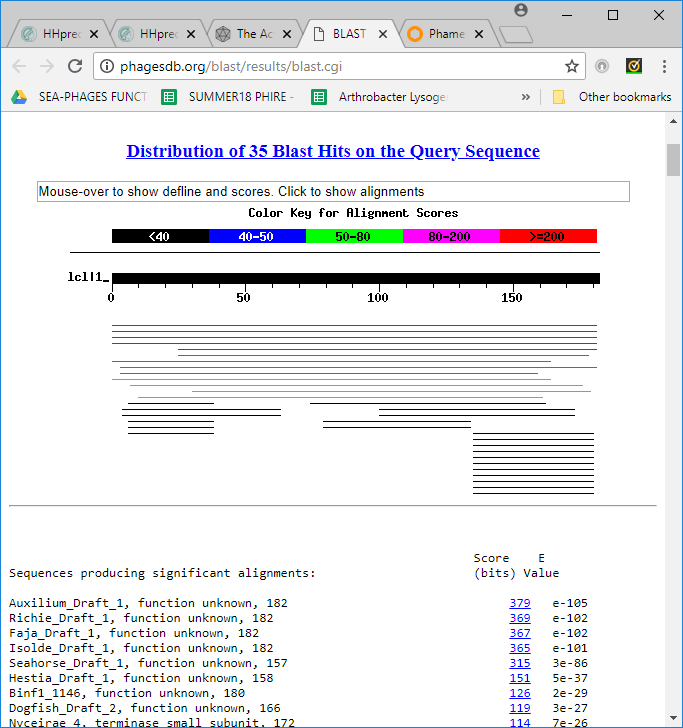 HHprec
HHprec
The Ac
BLAST
Phame
phagesdb.org/blast/results/blast.cgi
SEA-PHAGES FUNCT
SUMMER18 PHIRE -
Arthrobacter Lysoge
»
Other bookmarks
Distribution of 35 Blast Hits on the Query Sequence
Mouse-over to show defline and scores. Click to show alignments
Color Key for Alignment Scores
<40 40-50 50-80 80-200 >=200
lcl|1_
0 50 100 150
Score E
Sequences producing significant alignments: (bits) Value
Auxilium_Draft_1, function unknown, 182 379 e-105
Richie_Draft_1, function unknown, 182 369 e-102
Faja_Draft_1, function unknown, 182 367 e-102
Isolde_Draft_1, function unknown, 182 365 e-101
Seahorse_Draft_1, function unknown, 157 315 3e-86
Hestia_Draft_1, function unknown, 158 151 5e-37
Binf1_1146, function unknown, 180 126 2e-29
Dogfish_Draft_2, function unknown, 166 119 3e-27
Nyceirae_4, terminase small subunit, 172 114 7e-26